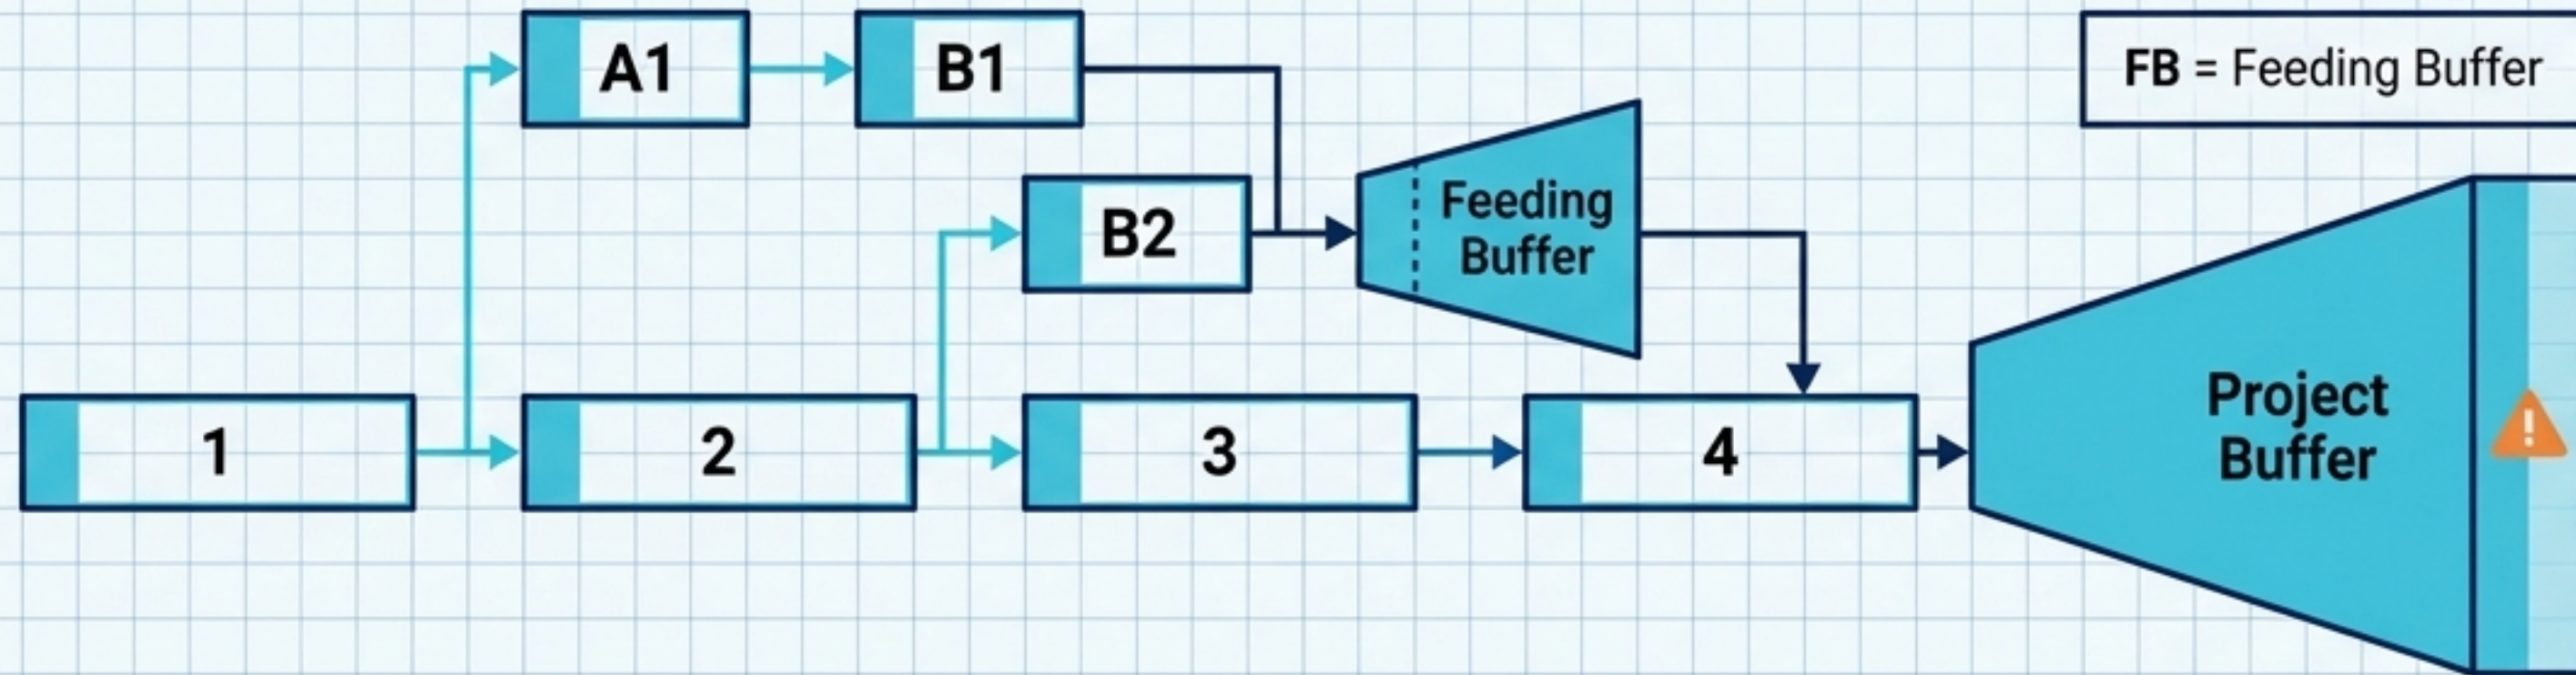 A1
B1
FB = Feeding Buffer
B2
Feeding
Buffer
1
2
3
4
Project
Buffer
!